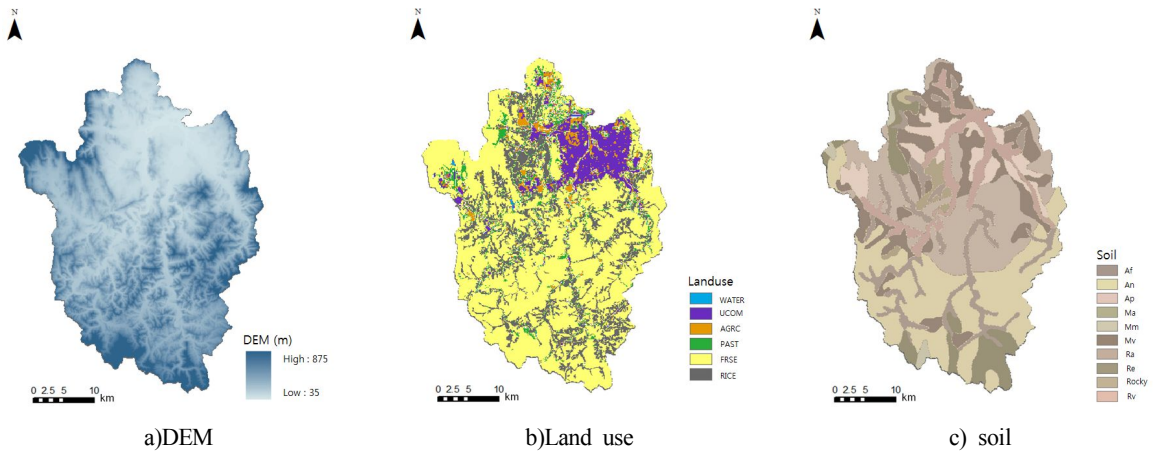 N
DEM (m)
High : 875
Low : 35
0 2.5 5 10
km
a)DEM
N
Landuse
WATER
UCOM
AGRC
PAST
FRSE
RICE
0 2.5 5 10
km
b)Land use
N
Soil
Af
An
Ap
Ma
Mm
Mv
Ra
Re
Rocky
Rv
0 2.5 5 10
km
c) soil